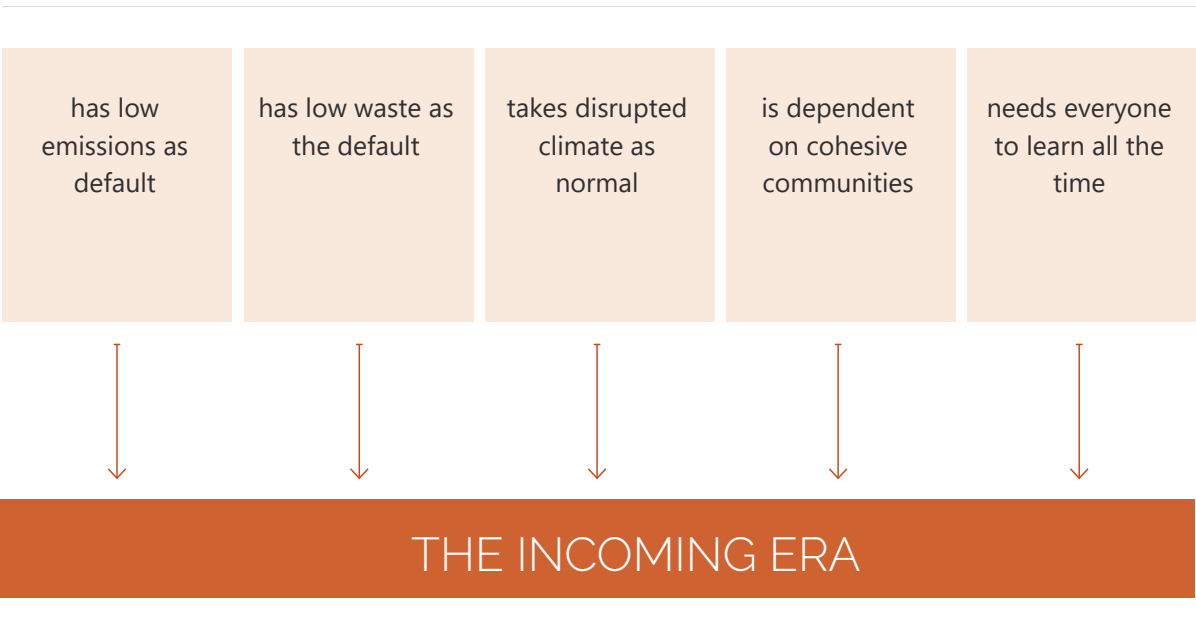 has low
emissions as
default
has low waste as
the default
takes disrupted
climate as
normal
is dependent
on cohesive
communities
needs everyone
to learn all the
time
THE INCOMING ERA